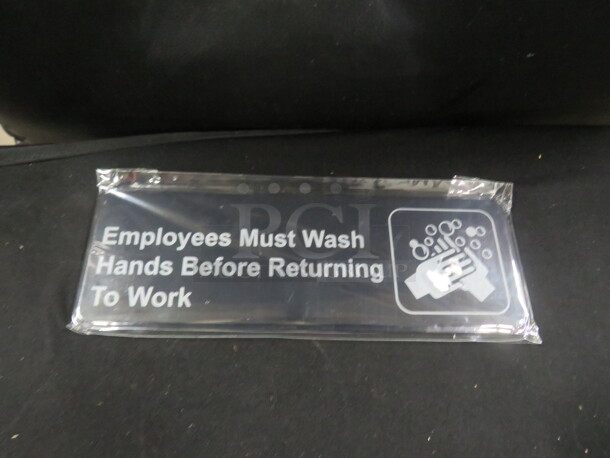 Employees Must Wash
Hands Before Returning
To Work
PCI